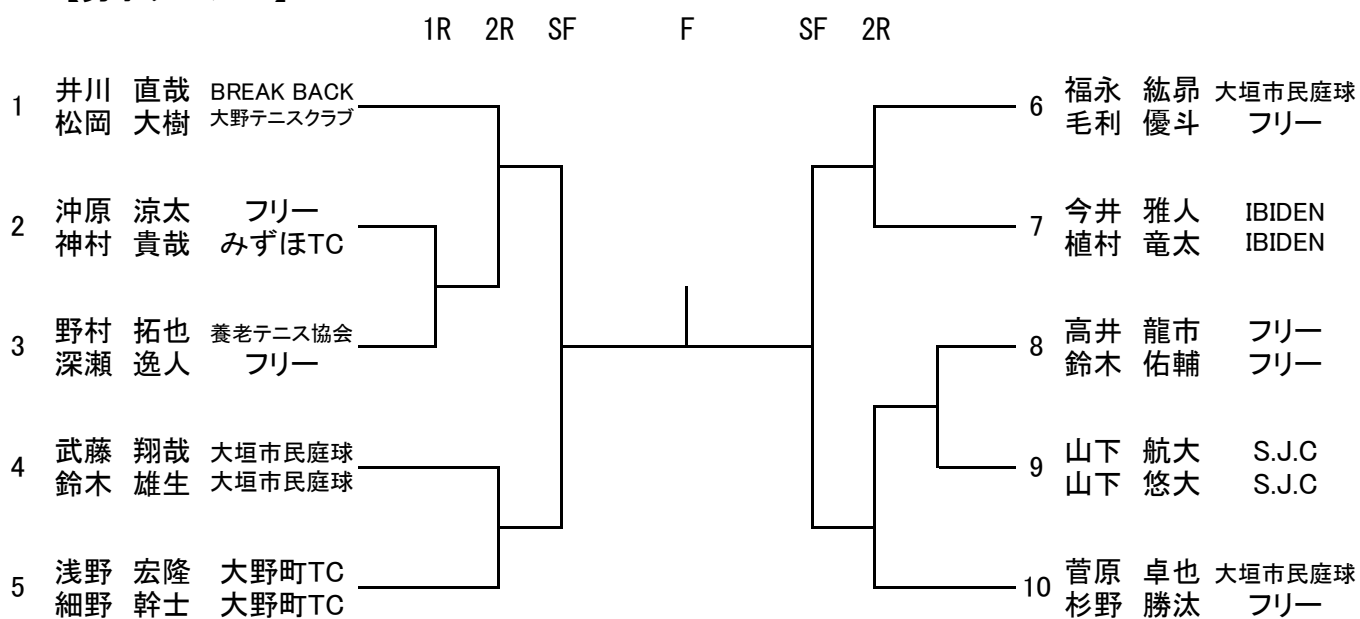 1R 2R SF F SF 2R
1 井川 直哉 BREAK BACK
松岡 大樹 大野テニスクラブ
2 沖原 涼太 フリー
神村 貴哉 みずほTC
3 野村 拓也 養老テニス協会
深瀬 逸人 フリー
4 武藤 翔哉 大垣市民庭球
鈴木 雄生 大垣市民庭球
5 浅野 宏隆 大野町TC
細野 幹士 大野町TC
6 福永 紘昴 大垣市民庭球
毛利 優斗 フリー
7 今井 雅人 IBIDEN
植村 竜太 IBIDEN
8 高井 龍市 フリー
鈴木 佑輔 フリー
9 山下 航大 S.J.C
山下 悠大 S.J.C
10 菅原 卓也 大垣市民庭球
杉野 勝汰 フリー